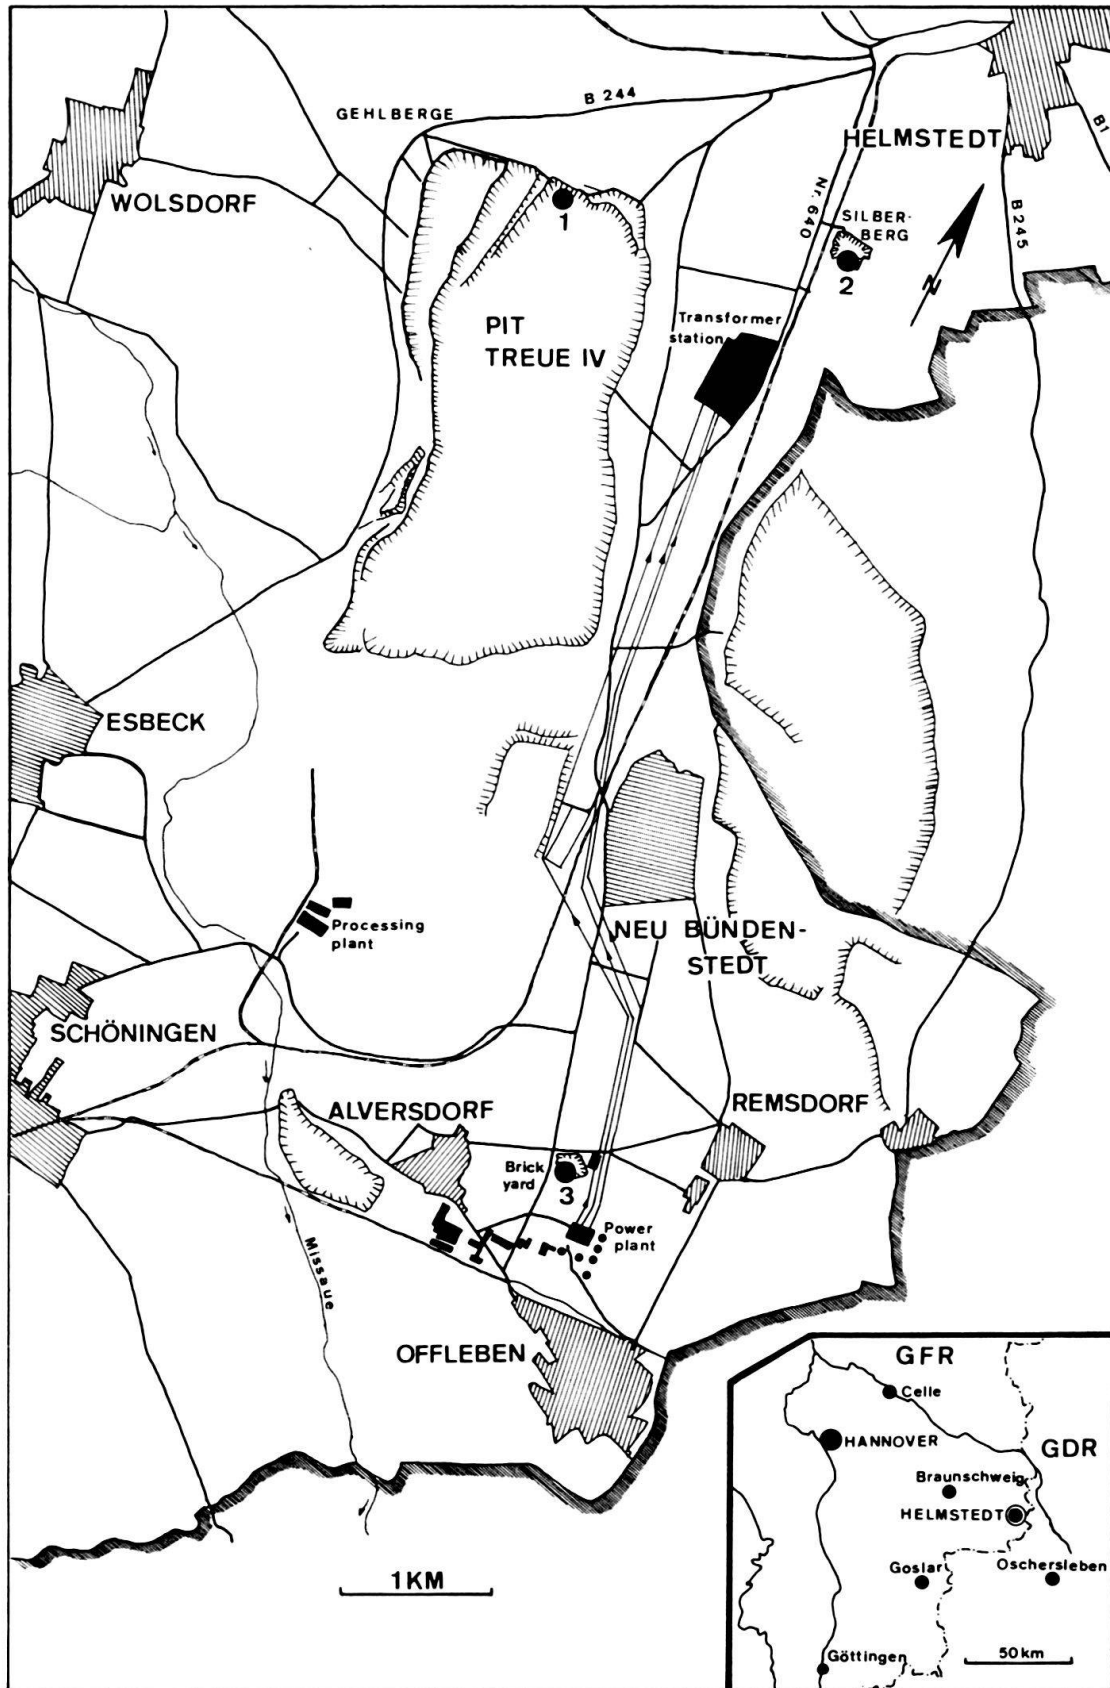 B 244
GEHLBERGE
HELMSTEDT
B1
WOLSDORF
1
Nr. 640
SILBER-
BERG
B 245
2
N
PIT
TREUE IV
Transformer
station
ESBECK
Processing
plant
NEU BÜNDEN-
STEDT
SCHÖNINGEN
ALVERSDORF
REMSDORF
Brick
yard
3
Power
plant
Missaue
OFFLEBEN
1KM
GFR
Celle
HANNOVER
GDR
Braunschweig
HELMSTEDT
Goslar
Oschersleben
Göttingen
50km